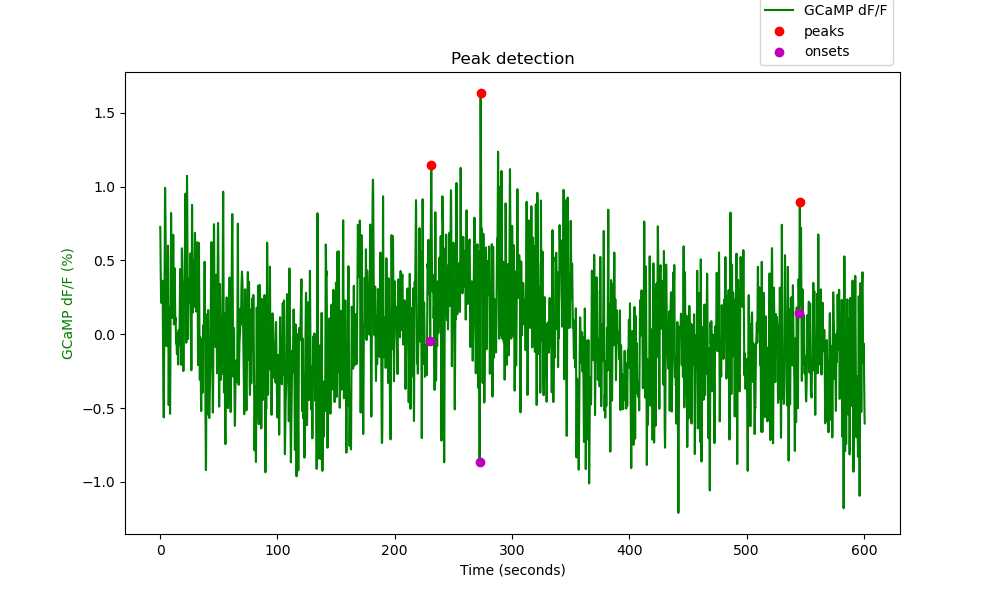 GCaMP dF/F
peaks
onsets
Peak detection
GCaMP dF/F (%)
1.5
1.0
0.5
0.0
−0.5
−1.0
0 100 200 300 400 500 600
Time (seconds)